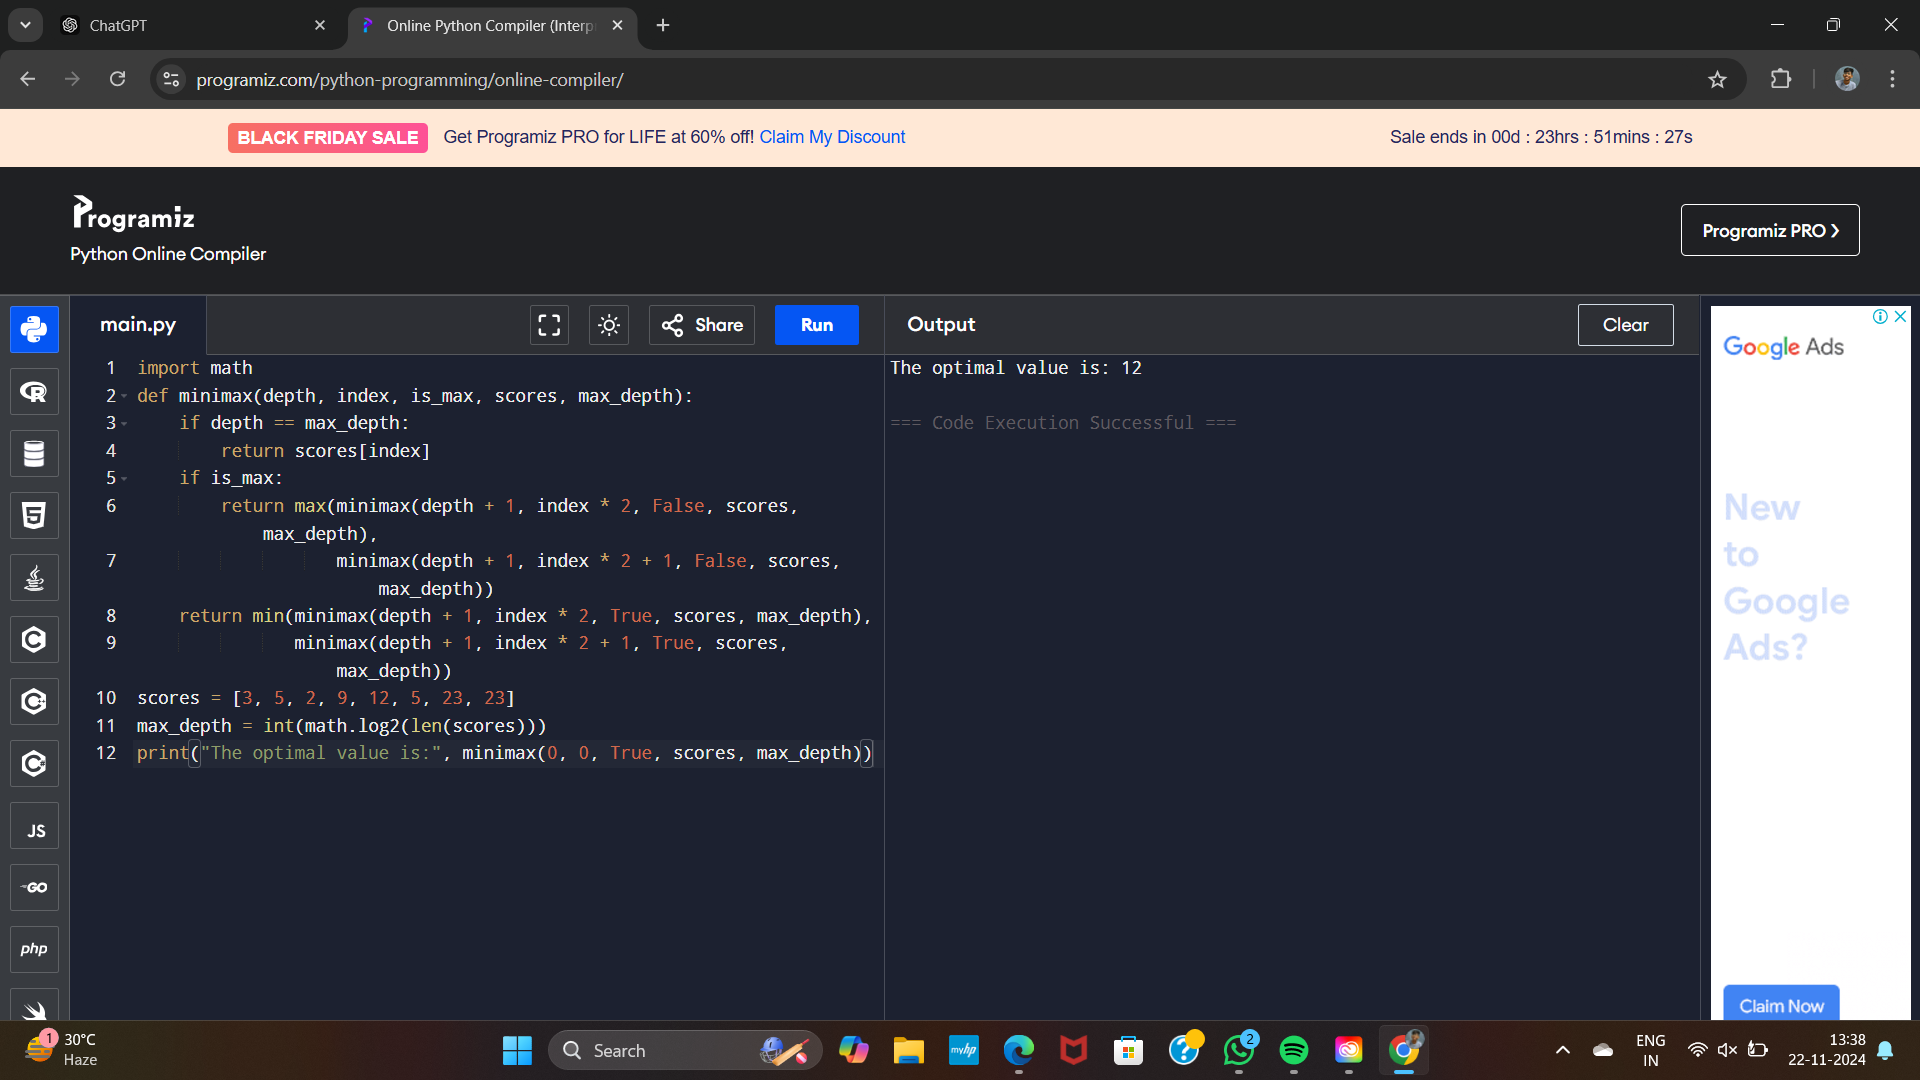 ChatGPT
Online Python Compiler (Interp
programiz.com/python-programming/online-compiler/
BLACK FRIDAY SALE Get Programiz PRO for LIFE at 60% off! Claim My Discount Sale ends in 00d : 23hrs : 51mins : 27s
Programiz
Python Online Compiler
Programiz PRO
main.py
Share
Run
Output
Clear
1 import math
2 def minimax(depth, index, is_max, scores, max_depth):
3 if depth == max_depth:
4 return scores[index]
5 if is_max:
6 return max(minimax(depth + 1, index * 2, False, scores,
max_depth),
7 minimax(depth + 1, index * 2 + 1, False, scores,
max_depth))
8 return min(minimax(depth + 1, index * 2, True, scores, max_depth),
9 minimax(depth + 1, index * 2 + 1, True, scores,
max_depth))
10 scores = [3, 5, 2, 9, 12, 5, 23, 23]
11 max_depth = int(math.log2(len(scores)))
12 print("The optimal value is:", minimax(0, 0, True, scores, max_depth))
The optimal value is: 12
=== Code Execution Successful ===
Google Ads
New
to
Google
Ads?
Claim Now
R
5
C
C
C
JS
GO
php
1
30°C
Haze
Search
myhp
2
ENG
IN
13:38
22-11-2024